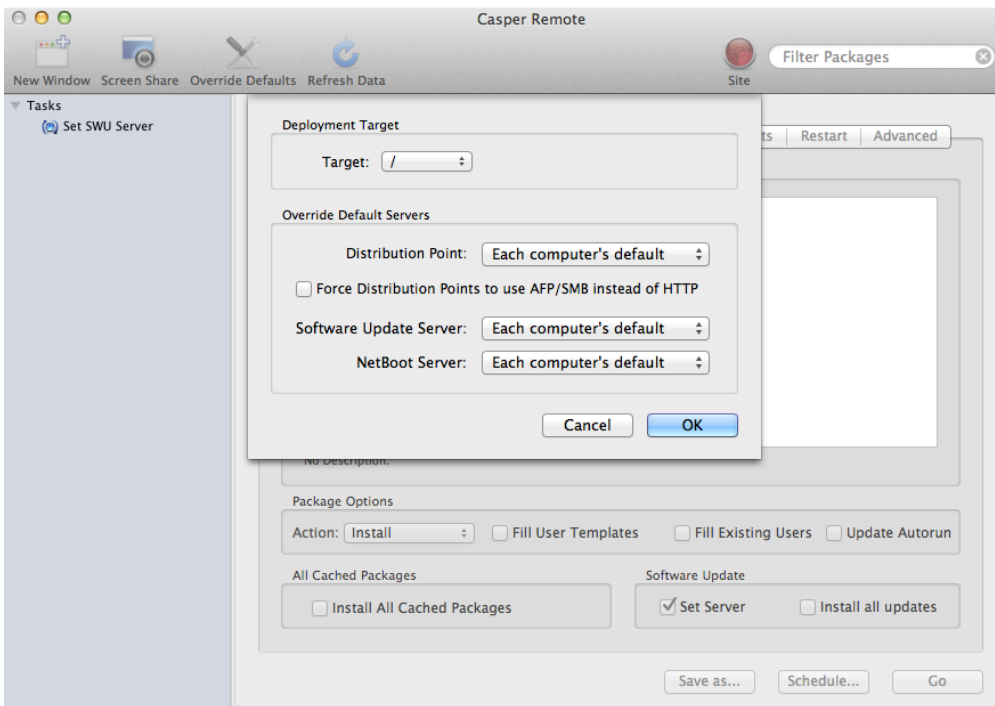 Casper Remote
New Window Screen Share Override Defaults Refresh Data
Site
Filter Packages
Tasks
Set SWU Server
Deployment Target
Target: /
Override Default Servers
Distribution Point: Each computer's default
Force Distribution Points to use AFP/SMB instead of HTTP
Software Update Server: Each computer's default
NetBoot Server: Each computer's default
Cancel OK
ts Restart Advanced
No Description.
Package Options
Action: Install Fill User Templates Fill Existing Users Update Autorun
All Cached Packages
Install All Cached Packages
Software Update
Set Server Install all updates
Save as... Schedule... Go